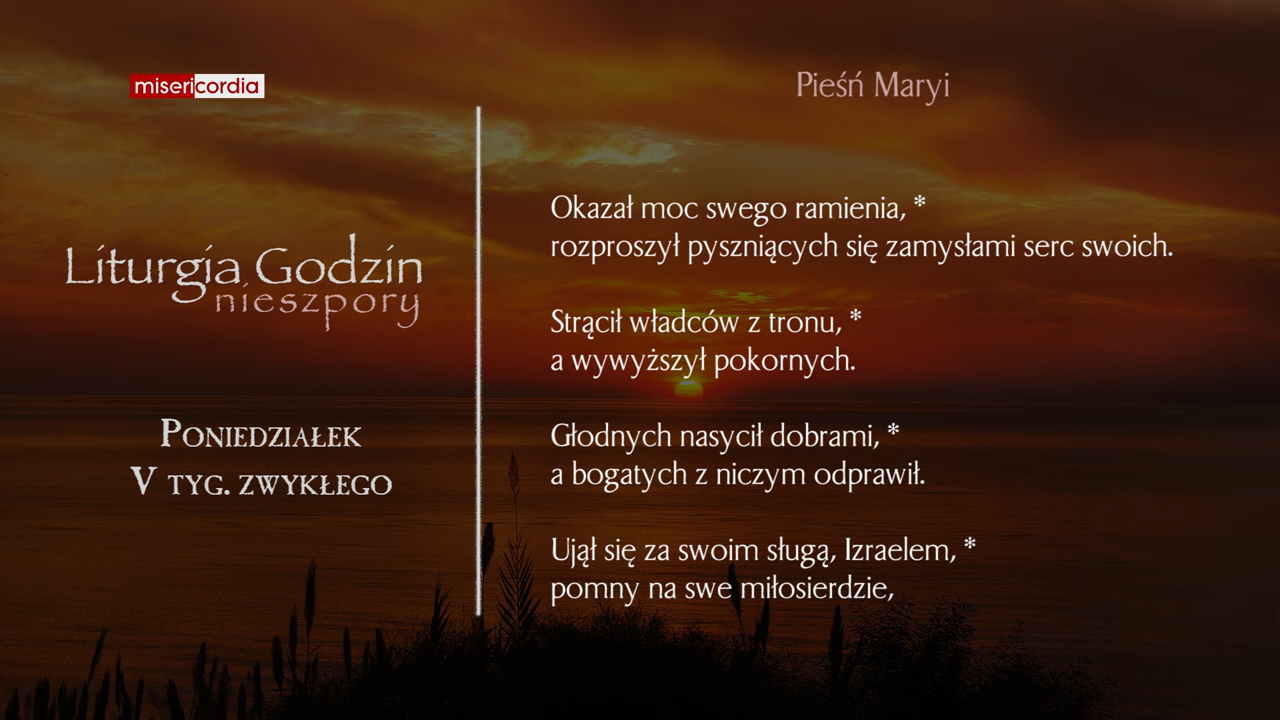 misericordia
Liturgia Godzin
nieszpory
Poniedziałek
V tyg. zwykłego
Pieśń Maryi
Okazał moc swego ramienia, *
rozproszył pyszniących się zamysłami serc swoich.
Strącił władców z tronu, *
a wywyższył pokornych.
Głodnych nasycił dobrami, *
a bogatych z niczym odprawił.
Ujął się za swoim sługą, Izraelem, *
pomny na swe miłosierdzie,